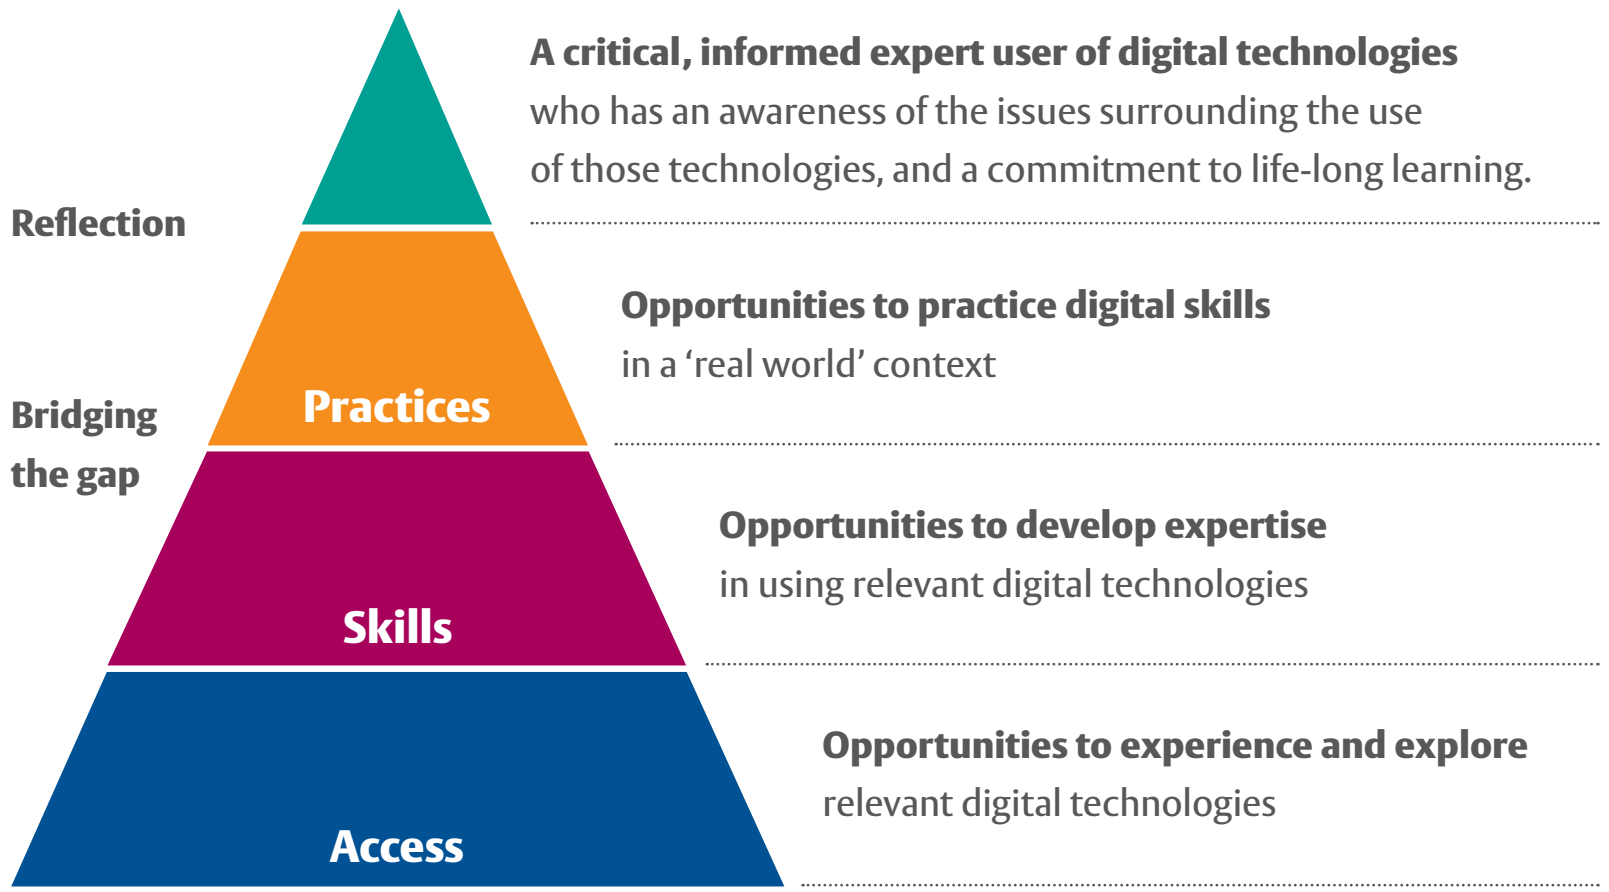 A critical, informed expert user of digital technologies
who has an awareness of the issues surrounding the use
of those technologies, and a commitment to life-long learning.
Reflection
Opportunities to practice digital skills
in a ‘real world’ context
Practices
Bridging
the gap
Opportunities to develop expertise
in using relevant digital technologies
Skills
Opportunities to experience and explore
relevant digital technologies
Access